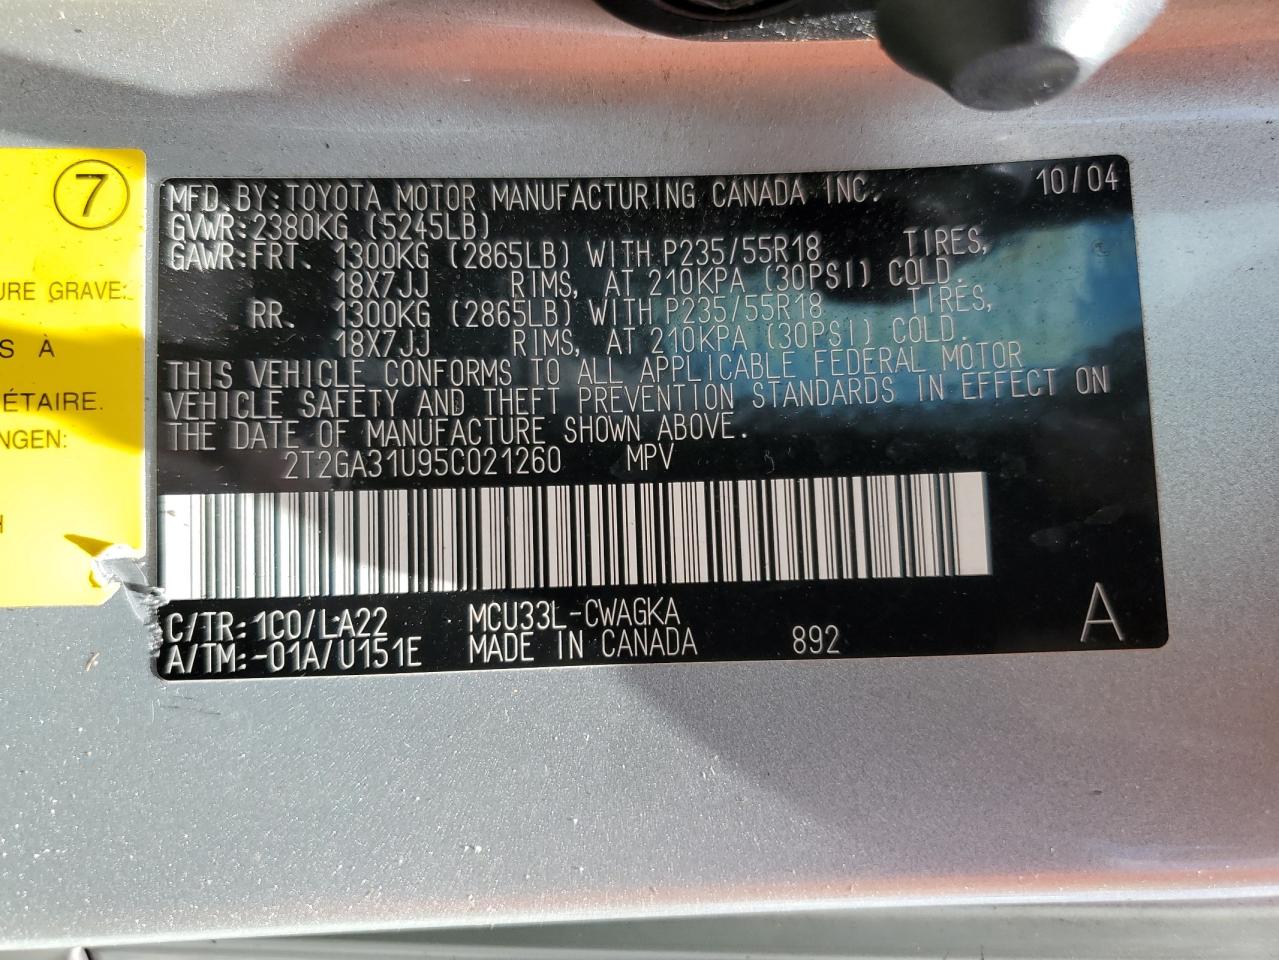 7
URE GRAVE:
S À
ÉTAIRE.
NGEN:
H
MFD. BY: TOYOTA MOTOR MANUFACTURING CANADA INC. 10/04
GVWR: 2380KG (5245LB)
GAWR: FRT. 1300KG (2865LB) WITH P235/55R18 TIRES,
18X7JJ RIMS, AT 210KPA (30PSI) COLD.
RR. 1300KG (2865LB) WITH P235/55R18 TIRES,
18X7JJ RIMS, AT 210KPA (30PSI) COLD.
THIS VEHICLE CONFORMS TO ALL APPLICABLE FEDERAL MOTOR
VEHICLE SAFETY AND THEFT PREVENTION STANDARDS IN EFFECT ON
THE DATE OF MANUFACTURE SHOWN ABOVE.
2T2GA31U95C021260 MPV
C/TR: 1C0/LA22 MCU33L-CWAGKA
A/TM:-01A/U151E MADE IN CANADA 892 A